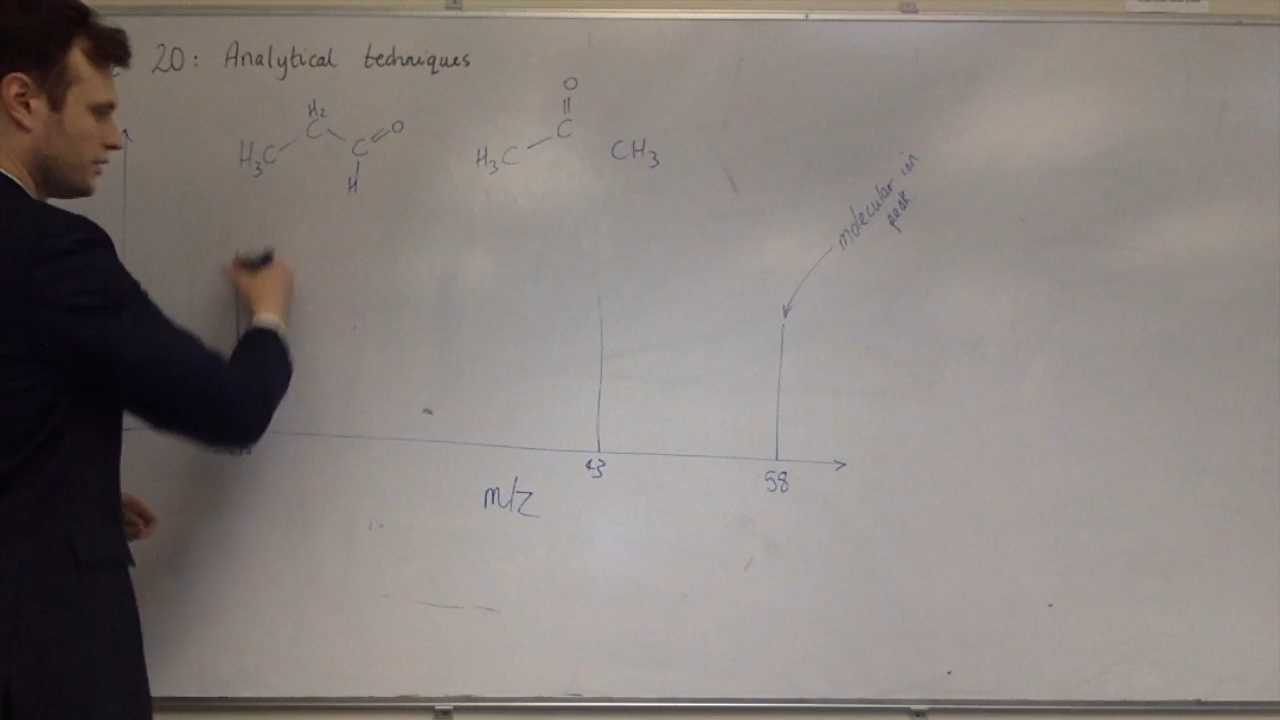 20: Analytical techniques
H₂
H₃C C C O
H
O
C
H₃C CH₃
molecular ion
peak
43
58
m/z